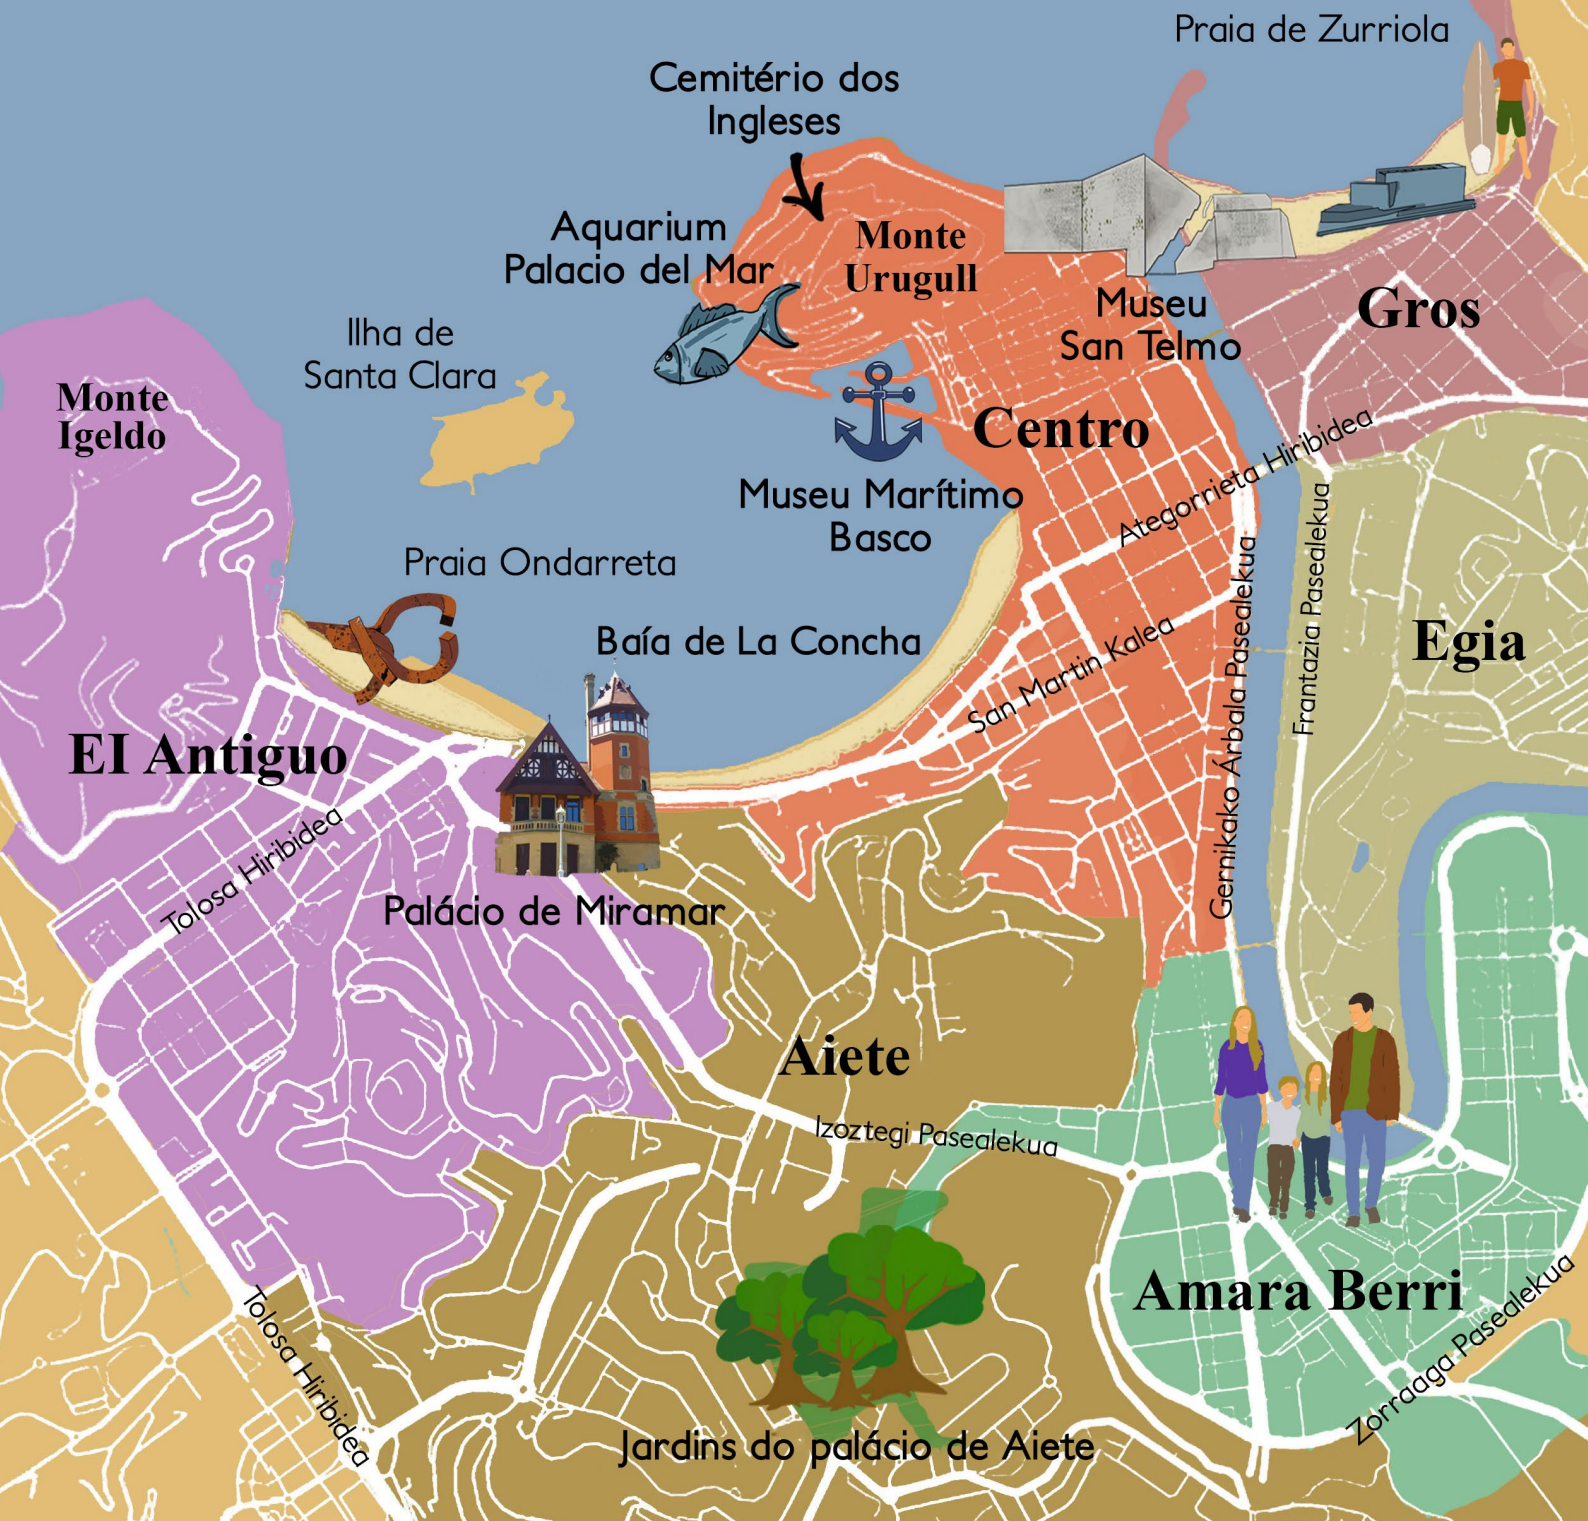 Praia de Zurriola
Cemitério dos
Ingleses
Aquarium
Palacio del Mar
Monte
Urugull
Museu
San Telmo
Gros
Ilha de
Santa Clara
Monte
Igeldo
Centro
Ategorrieta Hiribidea
Museu Marítimo
Basco
Praia Ondarreta
Baía de La Concha
San Martin Kalea
Gernikako Árbala Pasealekua
Frantazia Pasealekua
Egia
EI Antiguo
Tolosa Hiribidea
Palácio de Miramar
Aiete
Izoztegi Pasealekua
Amara Berri
Zorraaga Pasealekua
Tolosa Hiribidea
Jardins do palácio de Aiete